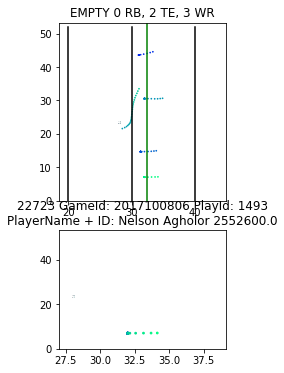 EMPTY 0 RB, 2 TE, 3 WR
50
40
30
20
10
0
20 30 40
22723 GameId: 2017100806 PlayId: 1493
PlayerName + ID: Nelson Agholor 2552600.0
40
20
0
27.5 30.0 32.5 35.0 37.5